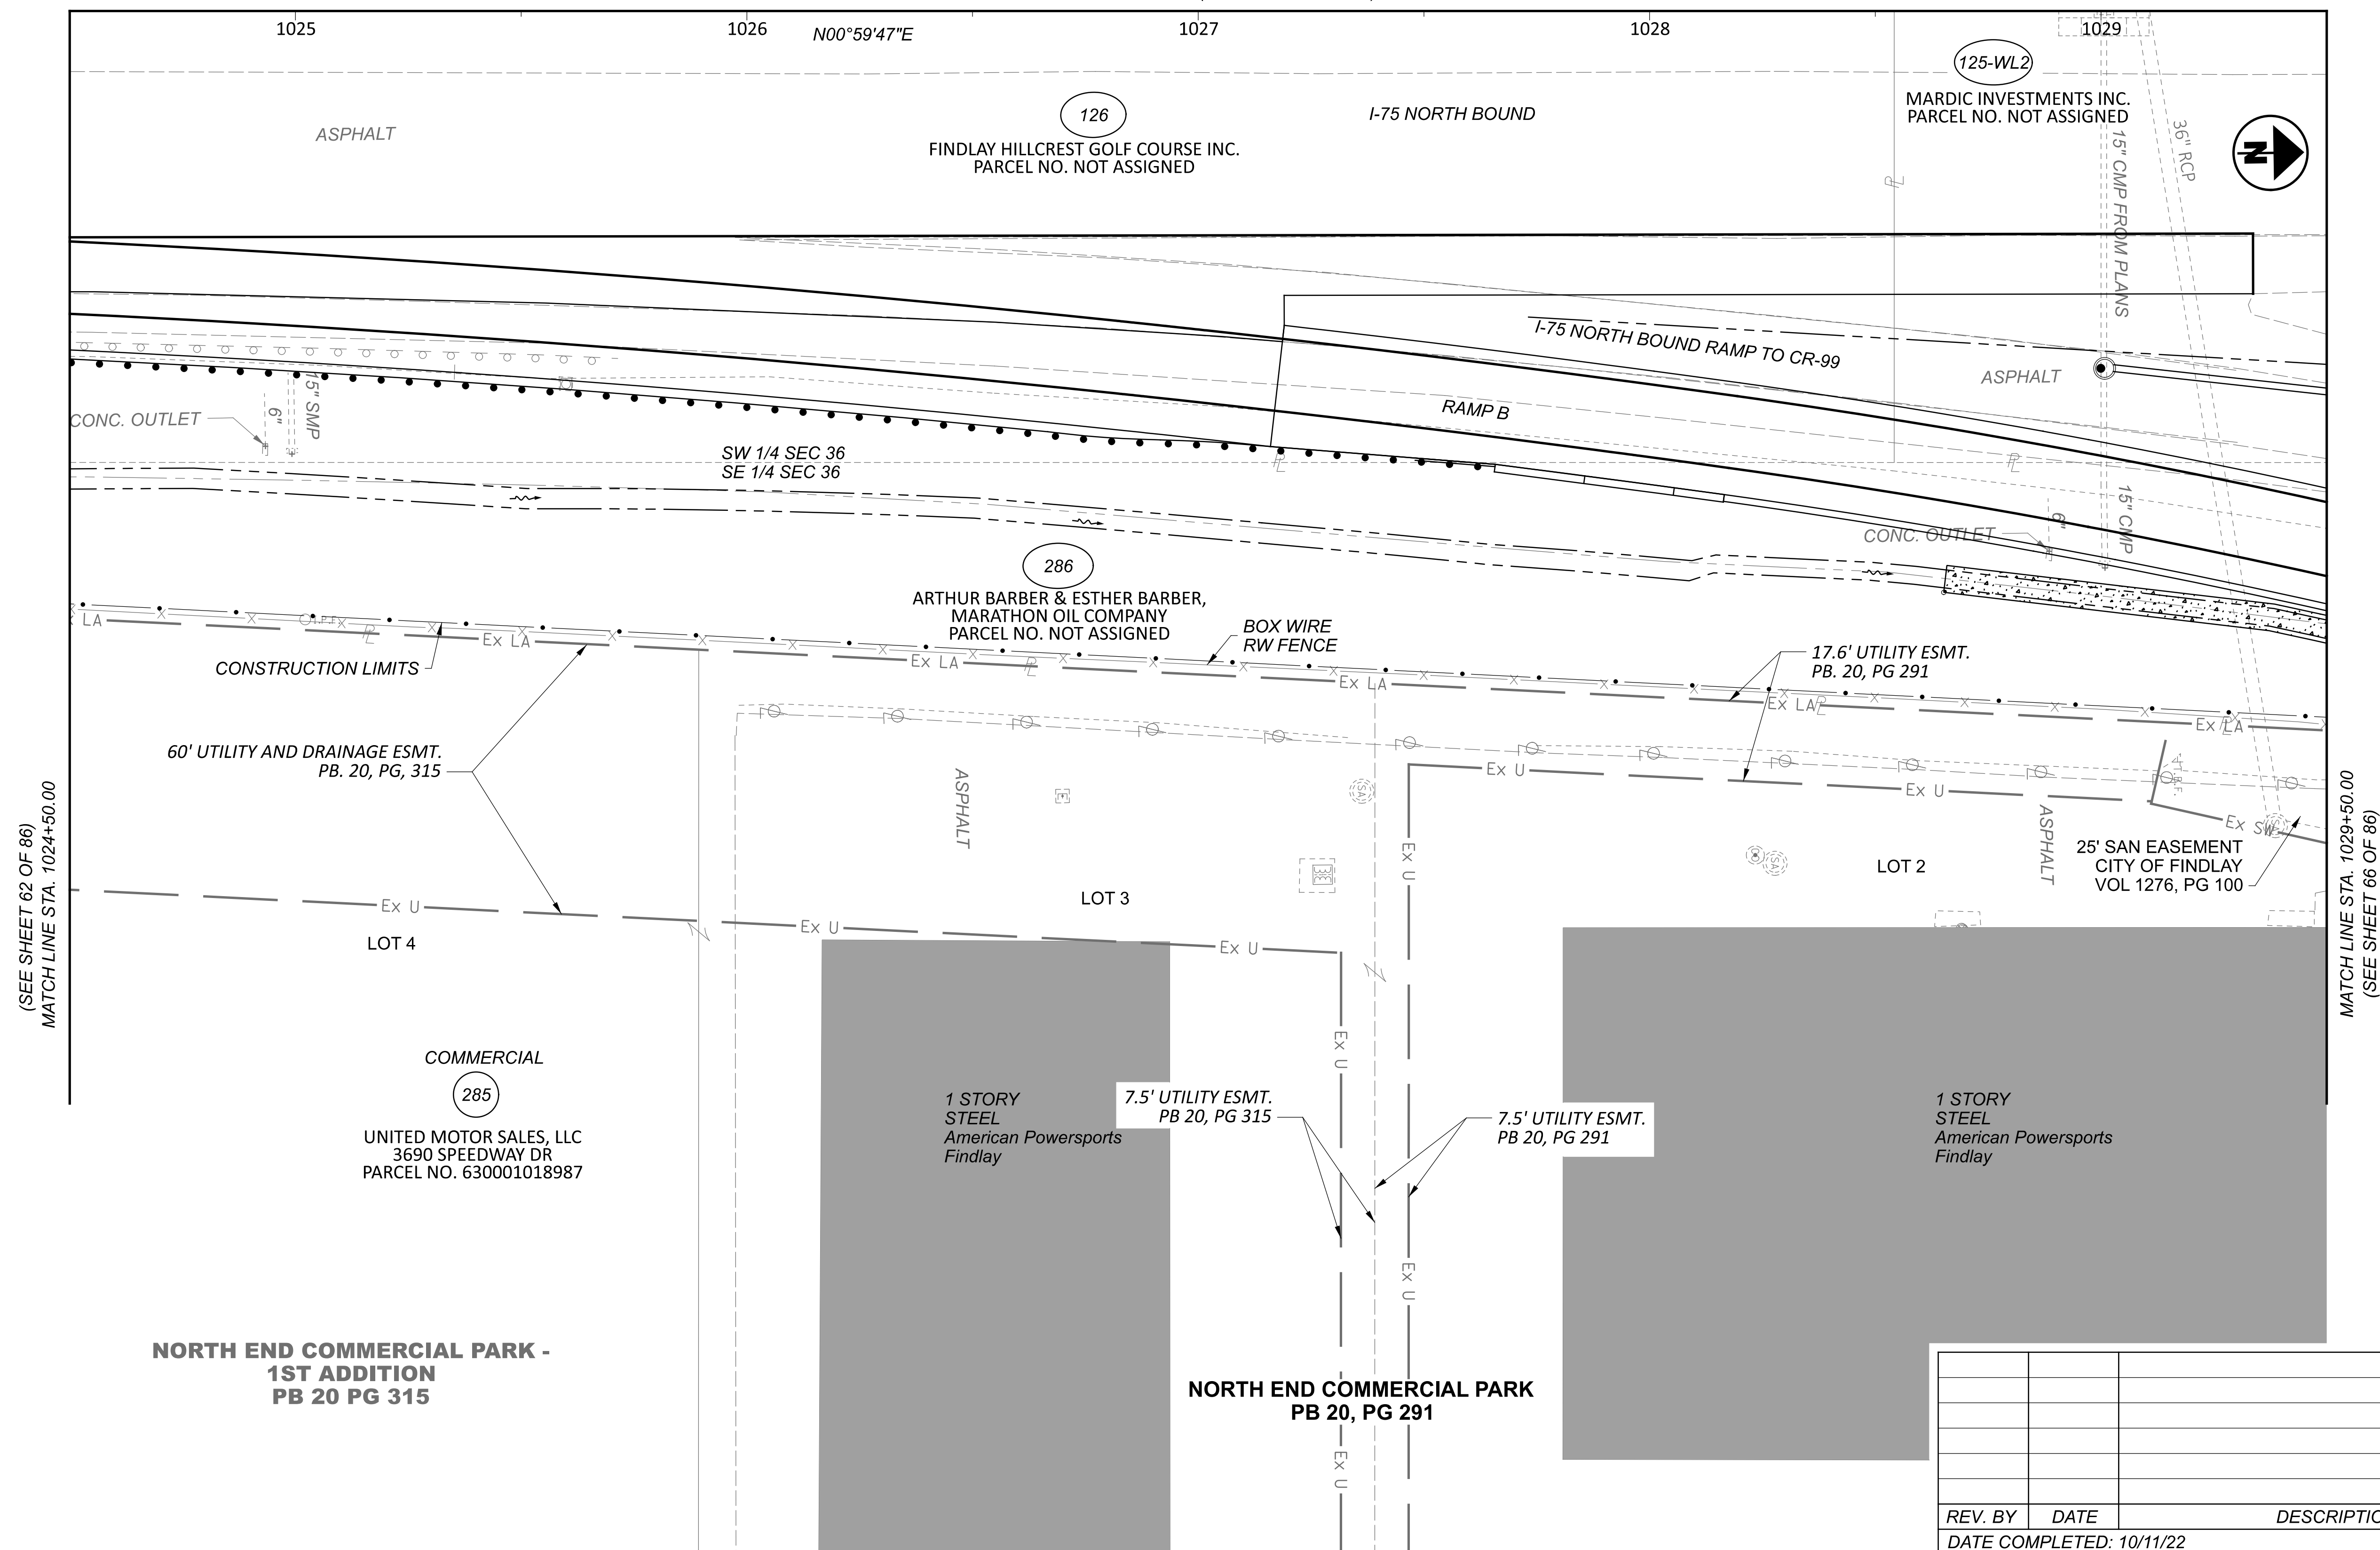 1025
1026
N00°59'47"E
1027
1028
1029
125-WL2
MARDIC INVESTMENTS INC.
PARCEL NO. NOT ASSIGNED
126
FINDLAY HILLCREST GOLF COURSE INC.
PARCEL NO. NOT ASSIGNED
I-75 NORTH BOUND
ASPHALT
15" CMP FROM PLANS
36" RCP
N
PL
I-75 NORTH BOUND RAMP TO CR-99
ASPHALT
RAMP B
CONC. OUTLET
6"
15" SMP
SW 1/4 SEC 36
SE 1/4 SEC 36
PL
PL
CONC. OUTLET
6"
15" CMP
286
ARTHUR BARBER & ESTHER BARBER,
MARATHON OIL COMPANY
PARCEL NO. NOT ASSIGNED
BOX WIRE
RW FENCE
LA
I.P.F.
PL
Ex LA
Ex LA
PL
Ex LA
Ex LA
PL
Ex LA
PL
CONSTRUCTION LIMITS
17.6' UTILITY ESMT.
PB. 20, PG 291
60' UTILITY AND DRAINAGE ESMT.
PB. 20, PG, 315
ASPHALT
E
SA
Ex U
Ex U
Ex U
SA
ASPHALT
Ex SW
25' SAN EASEMENT
CITY OF FINDLAY
VOL 1276, PG 100
LOT 2
LOT 3
LOT 4
Ex U
Ex U
Ex U
(SEE SHEET 62 OF 86)
MATCH LINE STA. 1024+50.00
MATCH LINE STA. 1029+50.00
(SEE SHEET 66 OF 86)
COMMERCIAL
285
UNITED MOTOR SALES, LLC
3690 SPEEDWAY DR
PARCEL NO. 630001018987
1 STORY
STEEL
American Powersports
Findlay
Ex U
7.5' UTILITY ESMT.
PB 20, PG 315
7.5' UTILITY ESMT.
PB 20, PG 291
1 STORY
STEEL
American Powersports
Findlay
Ex U
NORTH END COMMERCIAL PARK -
1ST ADDITION
PB 20 PG 315
NORTH END COMMERCIAL PARK
PB 20, PG 291
Ex U
REV. BY
DATE
DESCRIPTIO
DATE COMPLETED: 10/11/22